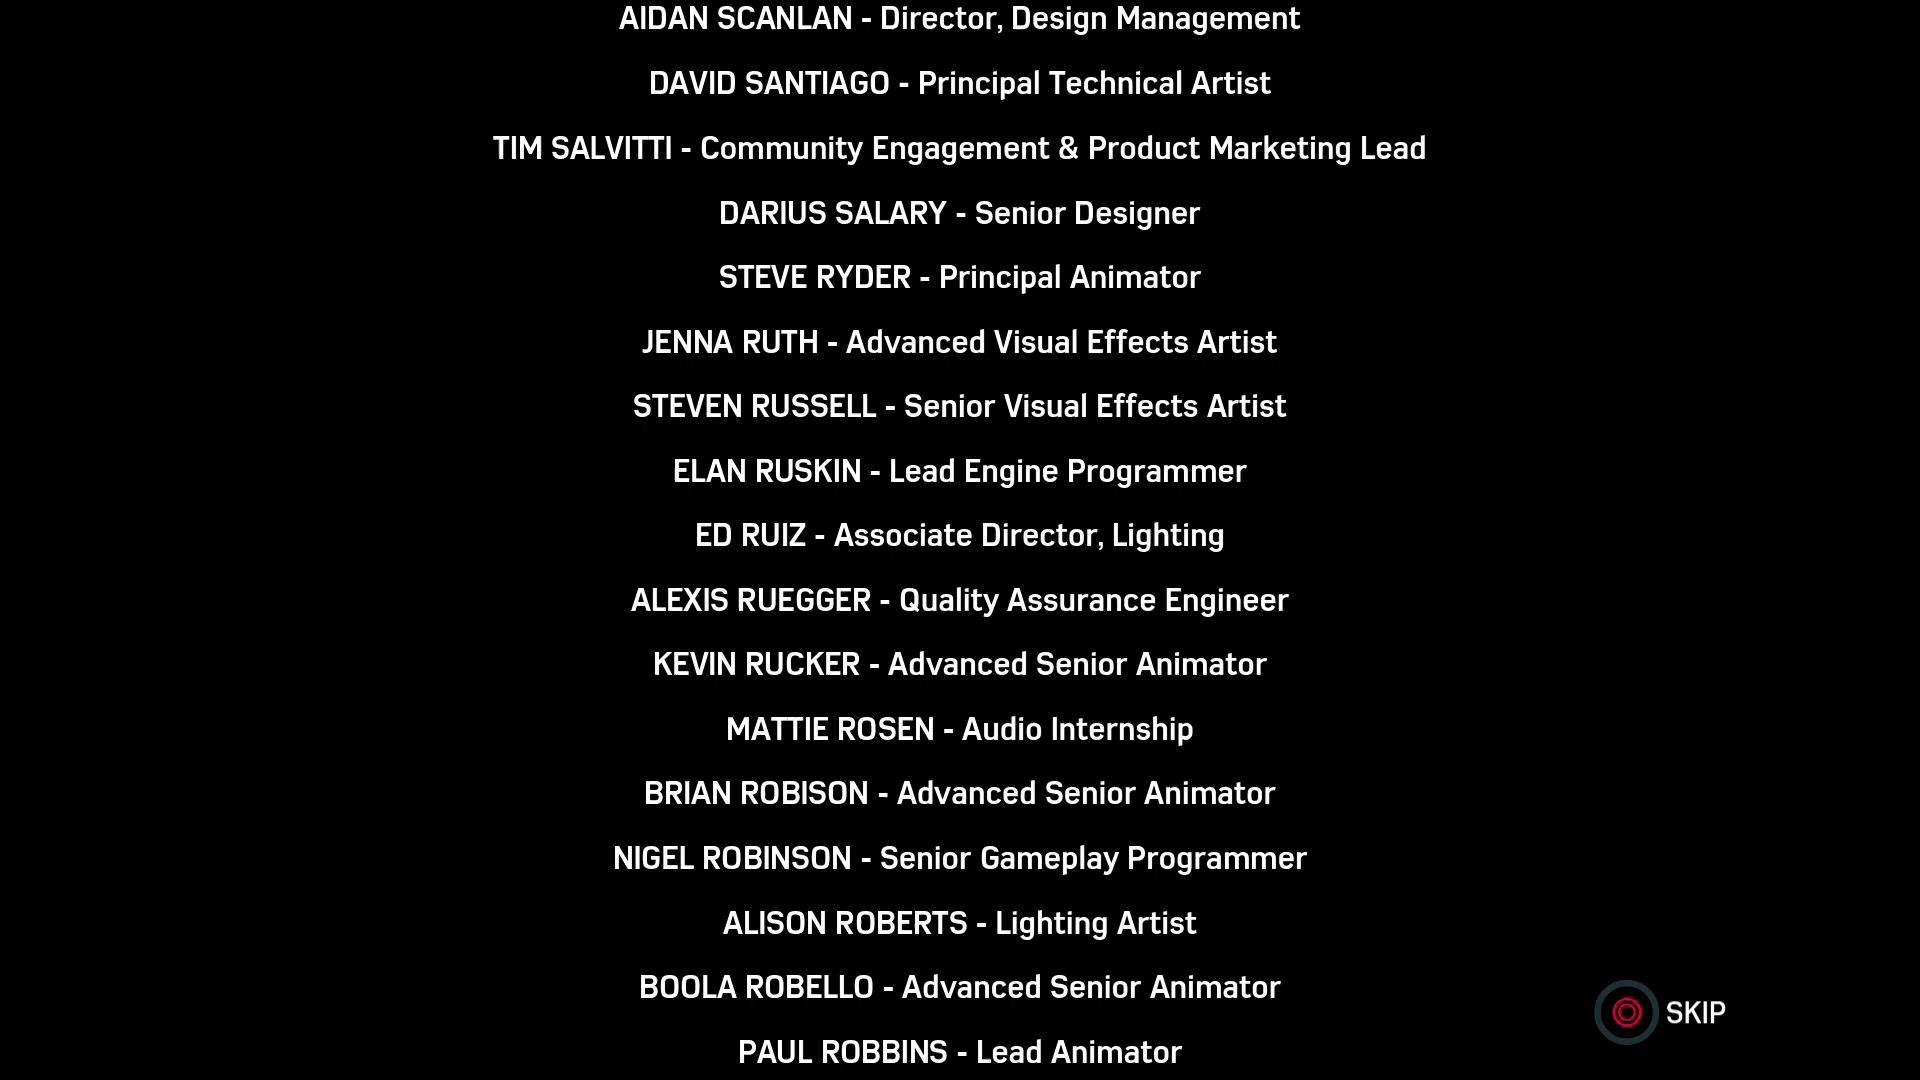 AIDAN SCANLAN - Director, Design Management
DAVID SANTIAGO - Principal Technical Artist
TIM SALVITTI - Community Engagement & Product Marketing Lead
DARIUS SALARY - Senior Designer
STEVE RYDER - Principal Animator
JENNA RUTH - Advanced Visual Effects Artist
STEVEN RUSSELL - Senior Visual Effects Artist
ELAN RUSKIN - Lead Engine Programmer
ED RUIZ - Associate Director, Lighting
ALEXIS RUEGGER - Quality Assurance Engineer
KEVIN RUCKER - Advanced Senior Animator
MATTIE ROSEN - Audio Internship
BRIAN ROBISON - Advanced Senior Animator
NIGEL ROBINSON - Senior Gameplay Programmer
ALISON ROBERTS - Lighting Artist
BOOLA ROBELLO - Advanced Senior Animator
SKIP
PAUL ROBBINS - Lead Animator